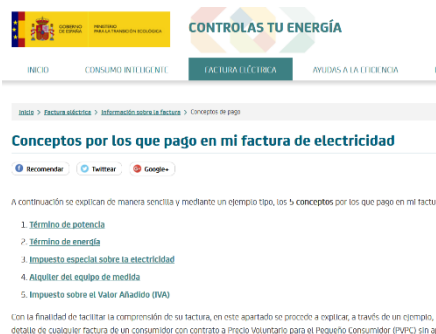 GOBIERNO DE ESPAÑA
MINISTERIO PARA LA TRANSICIÓN ECOLÓGICA
CONTROLAS TU ENERGÍA
INICIO
CONSUMO INTELIGENTE
FACTURA ELÉCTRICA
AYUDAS A LA EFICIENCIA
Inicio > Factura eléctrica > Información sobre la factura > Conceptos de pago
Conceptos por los que pago en mi factura de electricidad
Recomendar
Twittear
Google+
A continuación se explican de manera sencilla y mediante un ejemplo tipo, los 5 conceptos por los que pago en mi factu
1. Término de potencia
2. Término de energía
3. Impuesto especial sobre la electricidad
4. Alquiler del equipo de medida
5. Impuesto sobre el Valor Añadido (IVA)
Con la finalidad de facilitar la comprensión de su factura, en este apartado se procede a explicar, a través de un ejemplo,
detalle de cualquier factura de un consumidor con contrato a Precio Voluntario para el Pequeño Consumidor (PVPC) sin